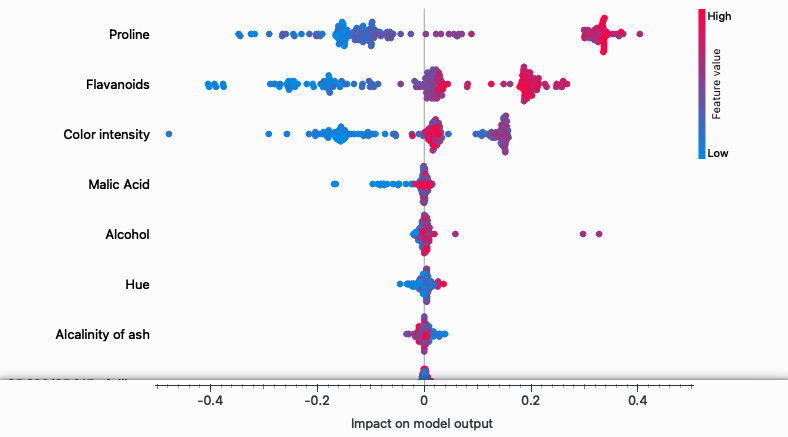 Proline
Flavanoids
Color intensity
Malic Acid
Alcohol
Hue
Alcalinity of ash
High
Feature value
Low
-0.4 -0.2 0 0.2 0.4
Impact on model output